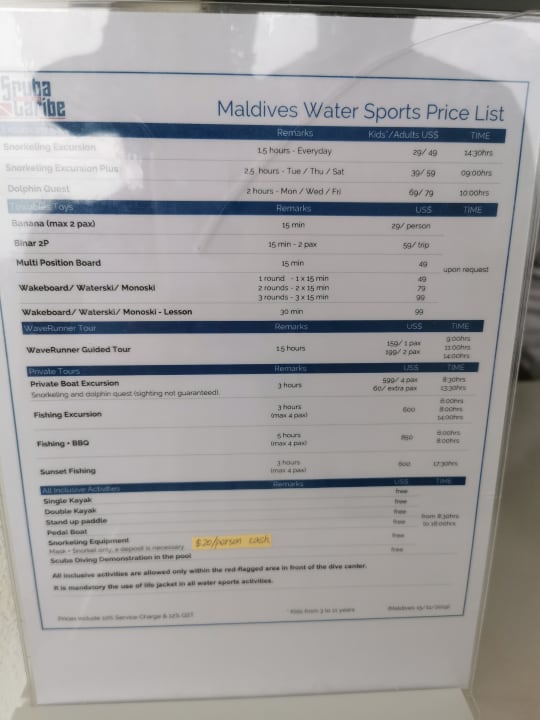 Scuba
Caribe
Maldives Water Sports Price List
Remarks Kids*/Adults US$ TIME
Snorkeling Excursion 1.5 hours - Everyday 29/ 49 14:30hrs
Snorkeling Excursion Plus 2.5 hours - Tue / Thu / Sat 39/ 59 09:00hrs
Dolphin Quest 2 hours - Mon / Wed / Fri 69/ 79 10:00hrs
Towables Toys Remarks US$ TIME
Banana (max 2 pax) 15 min 29/ person
Binar 2P 15 min - 2 pax 59/ trip
Multi Position Board 15 min 49
upon request
1 round - 1 x 15 min 49
Wakeboard/ Waterski/ Monoski 2 rounds - 2 x 15 min 79
3 rounds - 3 x 15 min 99
Wakeboard/ Waterski/ Monoski - Lesson 30 min 99
WaveRunner Tour Remarks US$ TIME
WaveRunner Guided Tour 1.5 hours 159/ 1 pax 9:00hrs
199/ 2 pax 11:00hrs
14:00hrs
Private Tours Remarks US$ TIME
Private Boat Excursion 3 hours 599/ 4 pax 8:30hrs
Snorkeling and dolphin quest (sighting not guaranteed). 60/ extra pax 13:30hrs
Fishing Excursion 3 hours 600 6:00hrs
(max 4 pax) 8:00hrs
14:00hrs
Fishing + BBQ 5 hours 850 6:00hrs
(max 4 pax) 8:00hrs
Sunset Fishing 3 hours 600 17:30hrs
(max 4 pax)
All Inclusive Activities Remarks US$ TIME
Single Kayak free
Double Kayak free
Stand up paddle free from 8:30hrs
Pedal Boat free to 18:00hrs
Snorkeling Equipment $20/person cash
Mask + Snorkel only, a deposit is necessary.
Scuba Diving Demonstration in the pool free
All inclusive activities are allowed only within the red-flagged area in front of the dive center.
It is mandatory the use of life jacket in all water sports activities.
Prices include 10% Service Charge & 12% GST * Kids from 3 to 11 years (Maldives